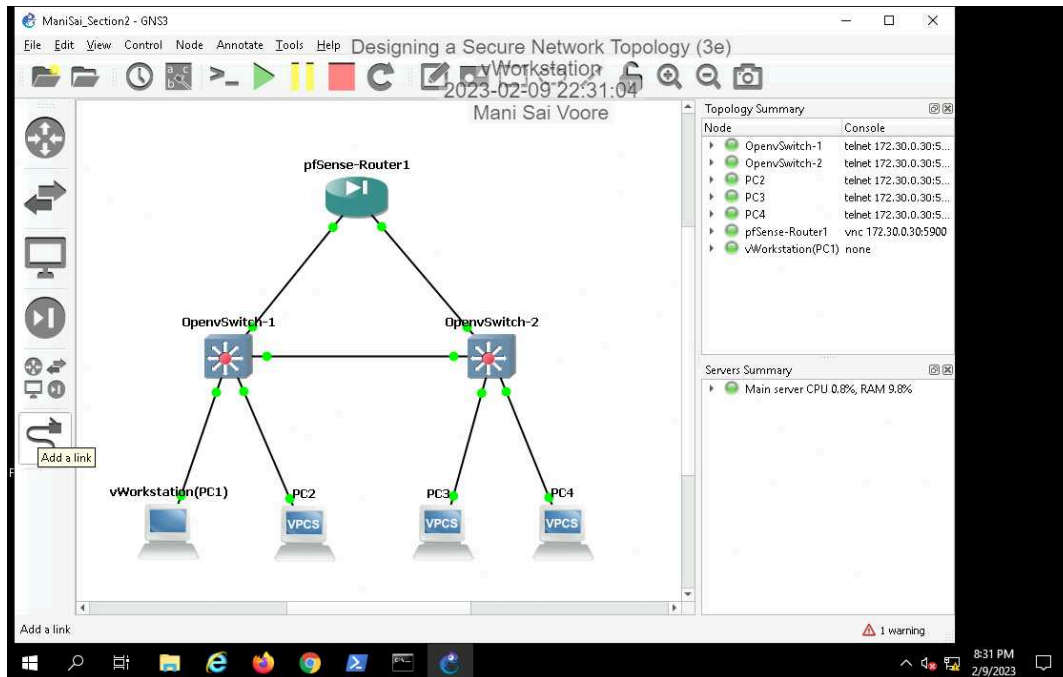 ManiSai_Section2 - GNS3
File Edit View Control Node Annotate Tools Help
Designing a Secure Network Topology (3e)
vWorkstation
2023-02-09 22:31:04
Mani Sai Voore
Add a link
pfSense-Router1
OpenvSwitch-1
OpenvSwitch-2
vWorkstation(PC1)
PC2
PC3
PC4
VPCS
VPCS
VPCS
Topology Summary
Node Console
OpenvSwitch-1 telnet 172.30.0.30:5...
OpenvSwitch-2 telnet 172.30.0.30:5...
PC2 telnet 172.30.0.30:5...
PC3 telnet 172.30.0.30:5...
PC4 telnet 172.30.0.30:5...
pfSense-Router1 vnc 172.30.0.30:5900
vWorkstation(PC1) none
Servers Summary
Main server CPU 0.8%, RAM 9.8%
Add a link
1 warning
8:31 PM
2/9/2023